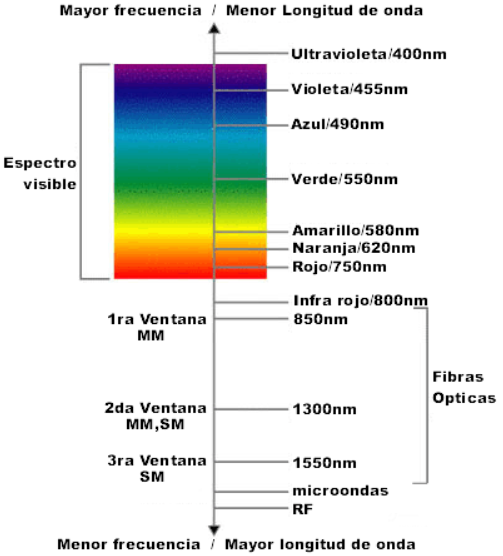 Mayor frecuencia / Menor Longitud de onda
Ultravioleta/400nm
Violeta/455nm
Azul/490nm
Espectro
visible
Verde/550nm
Amarillo/580nm
Naranja/620nm
Rojo/750nm
Infra rojo/800nm
1ra Ventana
MM
850nm
Fibras
Opticas
2da Ventana
MM,SM
1300nm
3ra Ventana
SM
1550nm
microondas
RF
Menor frecuencia / Mayor longitud de onda